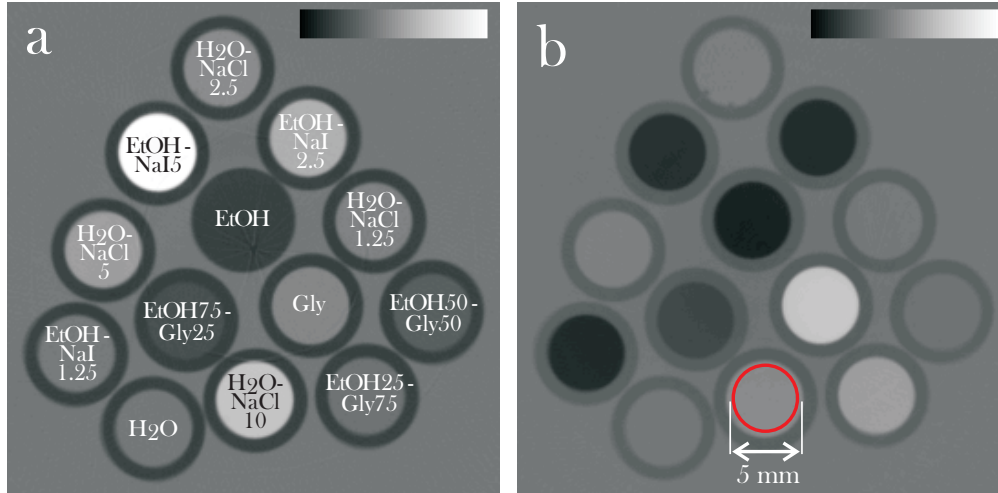 a
H2O-
NaCl
2.5
EtOH-
NaI5
EtOH-
NaI
2.5
EtOH
H2O-
NaCl
1.25
H2O-
NaCl
5
EtOH75-
Gly25
Gly
EtOH50-
Gly50
EtOH-
NaI
1.25
H2O
H2O-
NaCl
10
EtOH25-
Gly75
b
5 mm